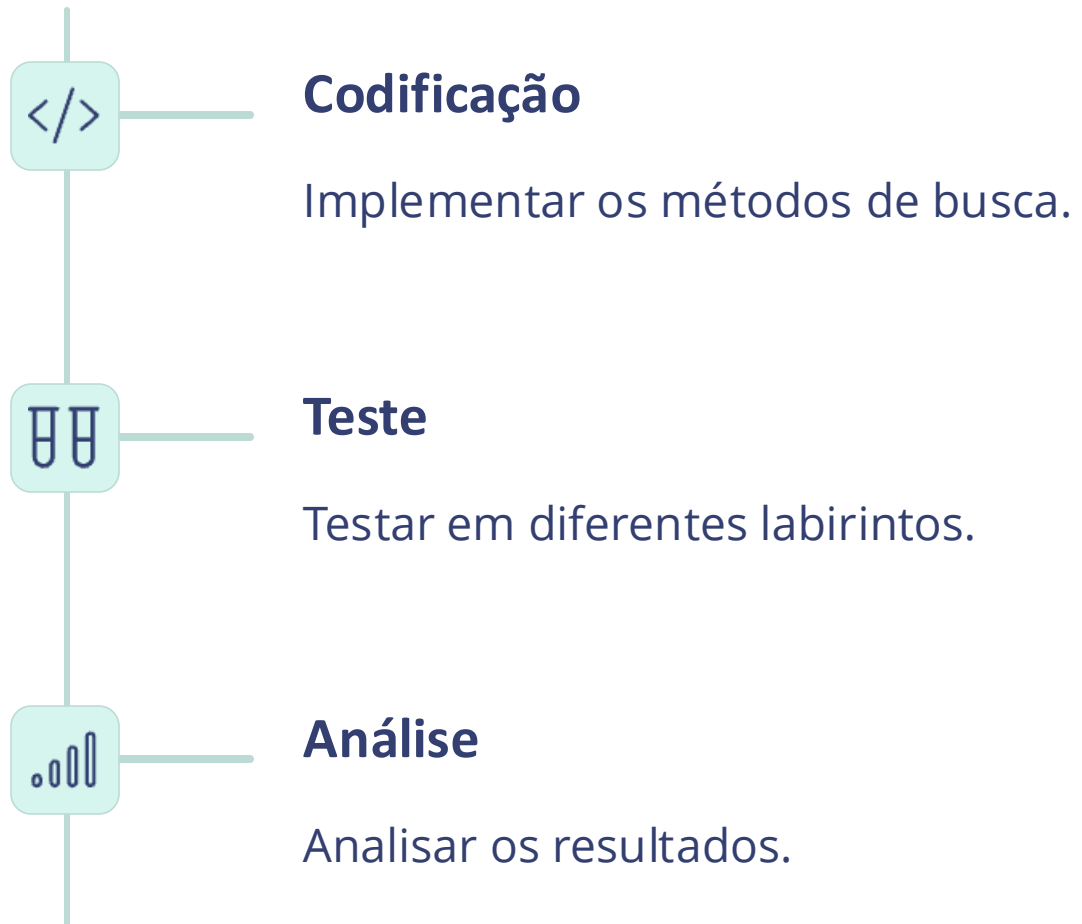 Codificação
Implementar os métodos de busca.
Teste
Testar em diferentes labirintos.
Análise
Analisar os resultados.